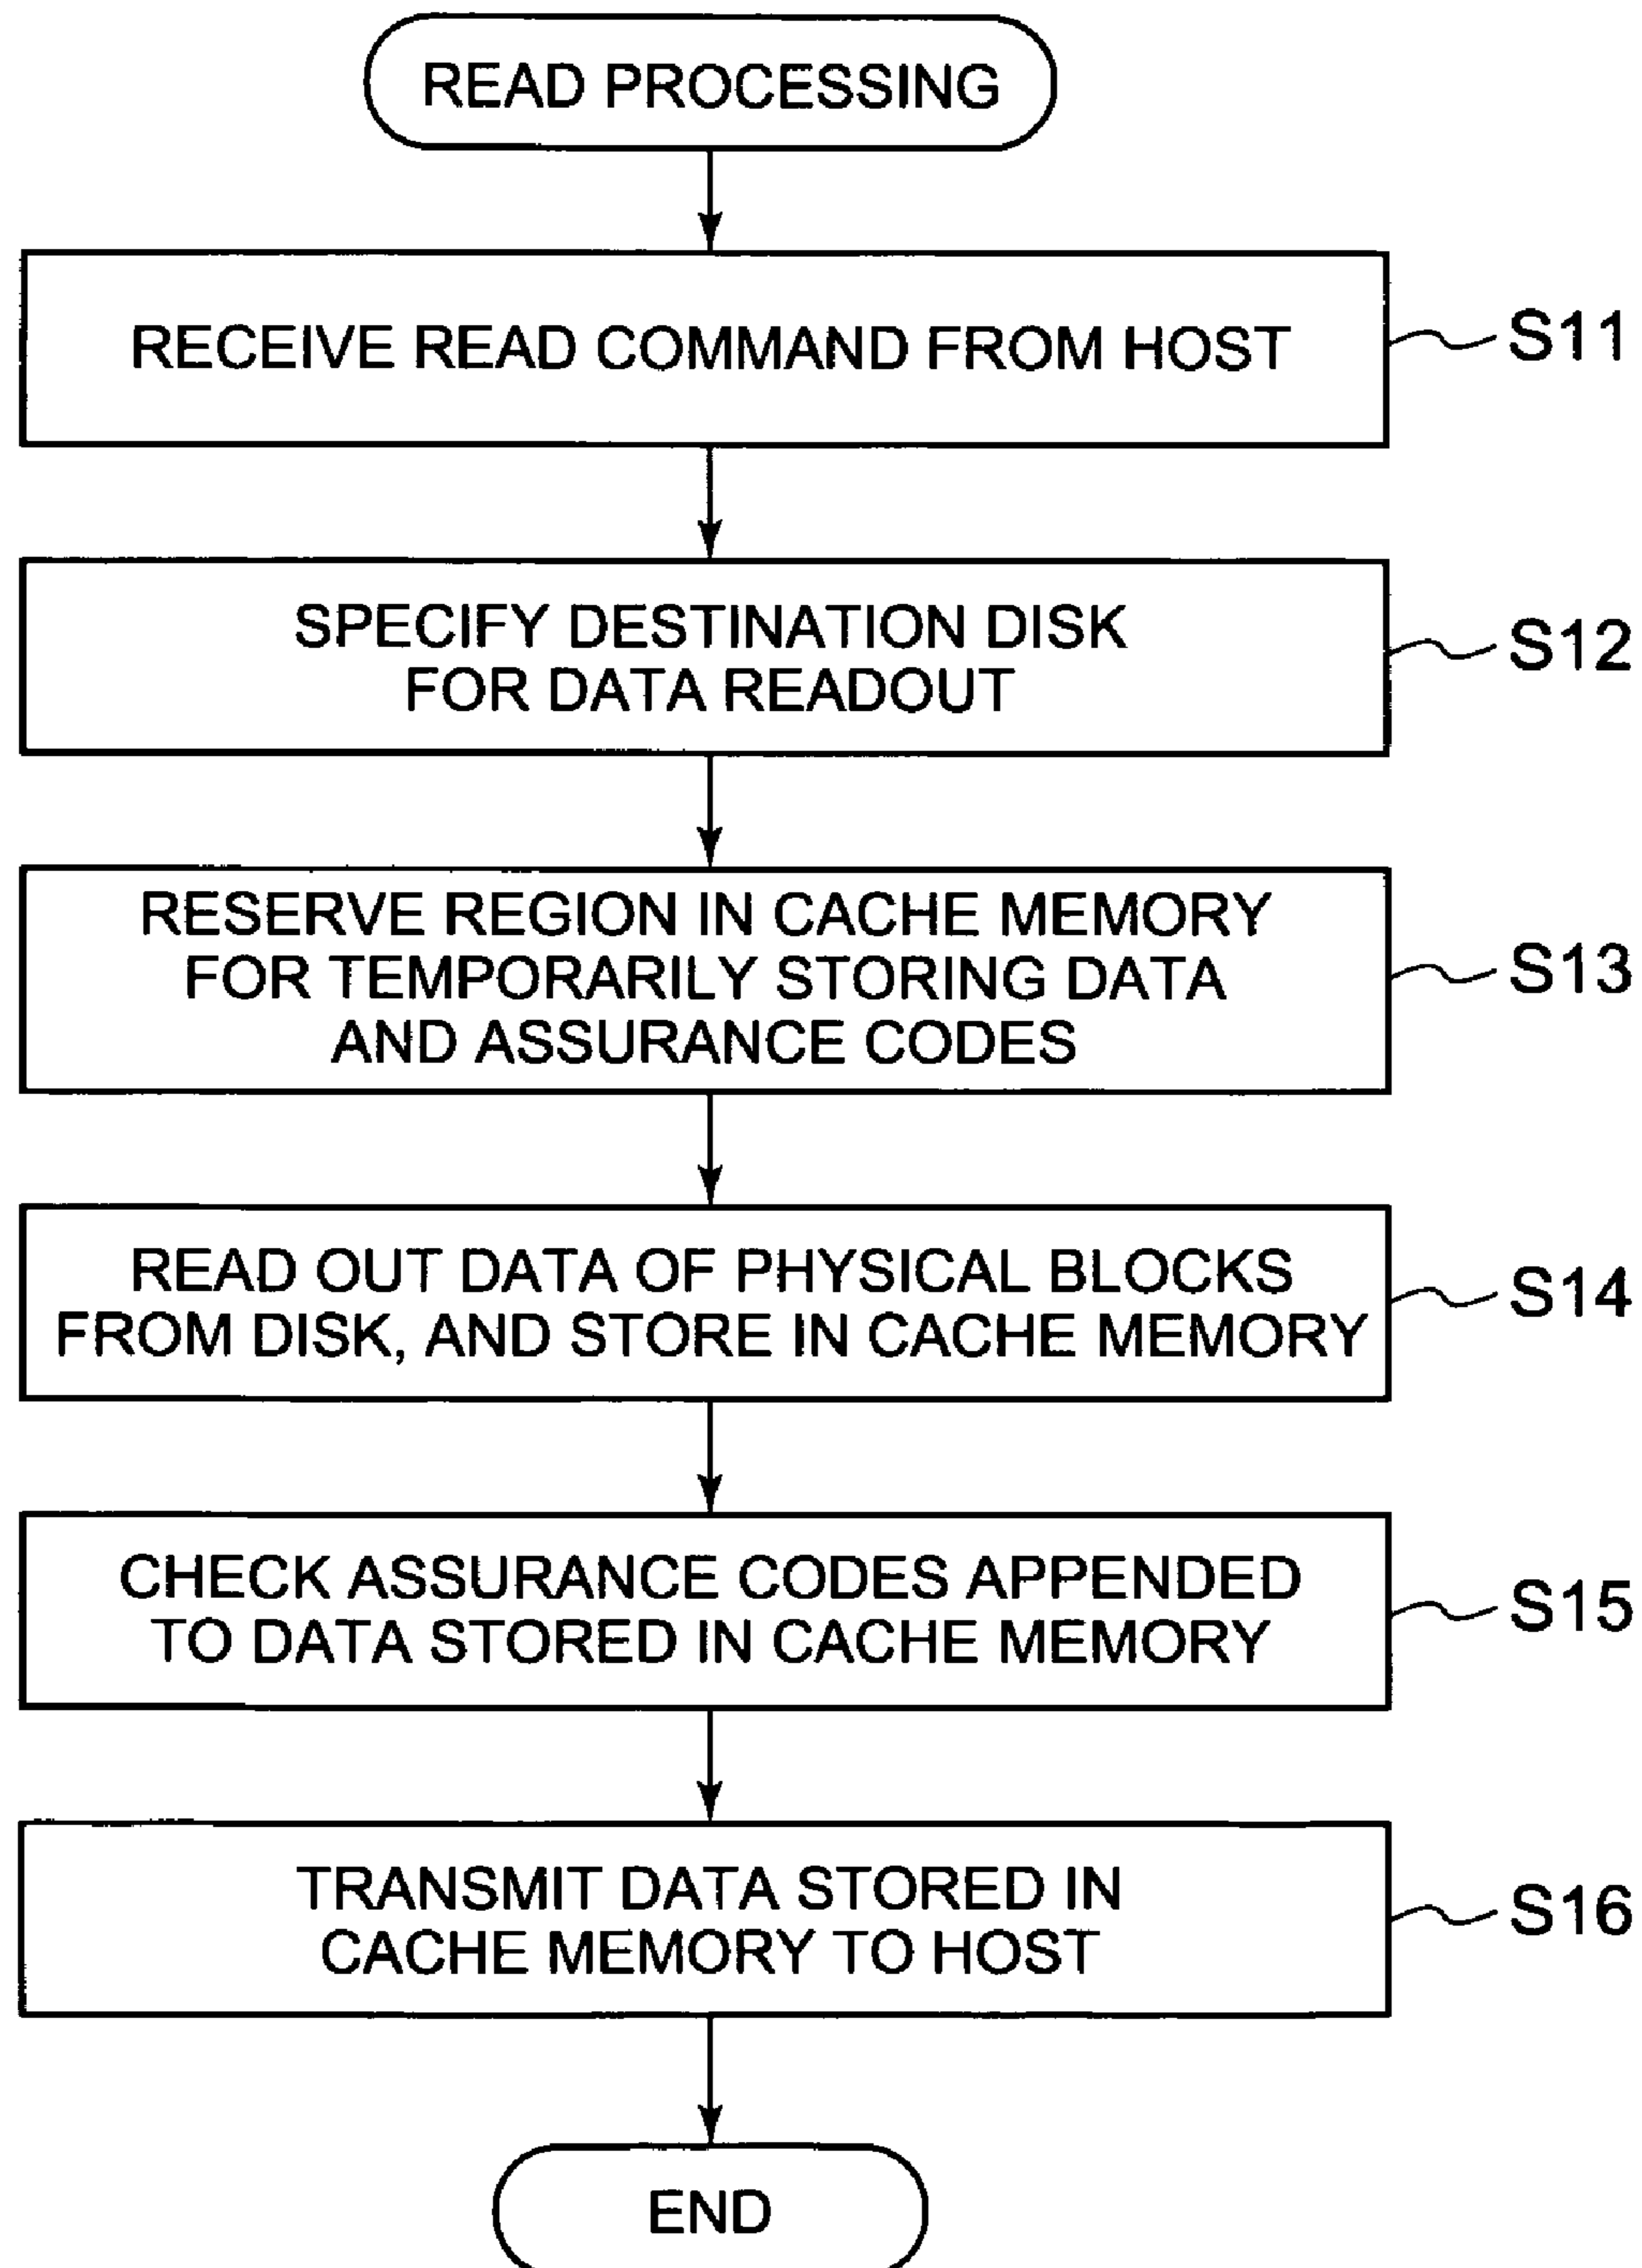 READ PROCESSING
RECEIVE READ COMMAND FROM HOST
S11
SPECIFY DESTINATION DISK
FOR DATA READOUT
S12
RESERVE REGION IN CACHE MEMORY
FOR TEMPORARILY STORING DATA
AND ASSURANCE CODES
S13
READ OUT DATA OF PHYSICAL BLOCKS
FROM DISK, AND STORE IN CACHE MEMORY
S14
CHECK ASSURANCE CODES APPENDED
TO DATA STORED IN CACHE MEMORY
S15
TRANSMIT DATA STORED IN
CACHE MEMORY TO HOST
S16
END